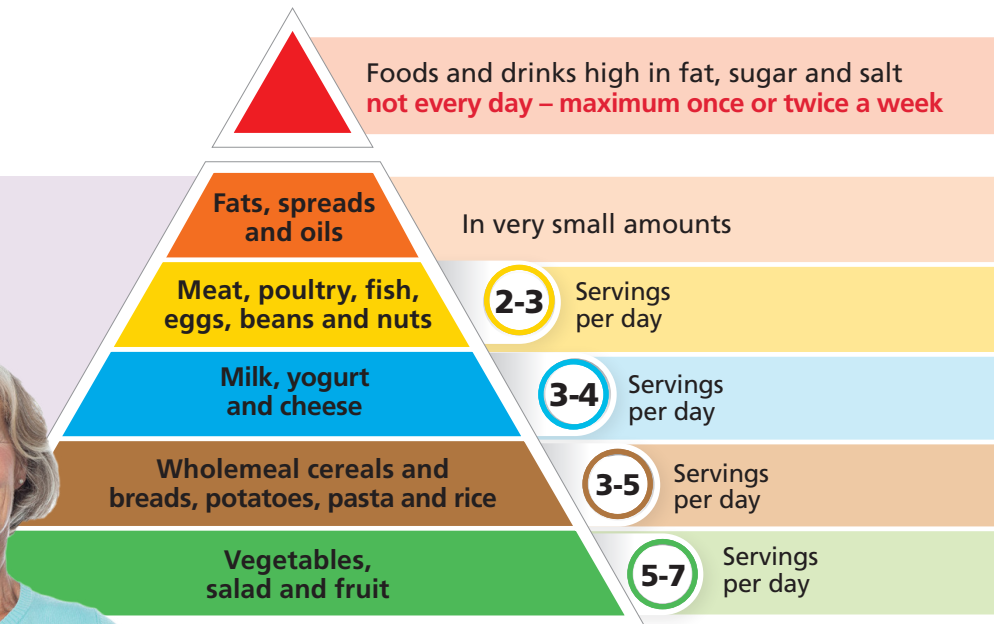 Foods and drinks high in fat, sugar and salt
not every day – maximum once or twice a week
Fats, spreads
and oils
In very small amounts
Meat, poultry, fish,
eggs, beans and nuts
2-3
Servings
per day
Milk, yogurt
and cheese
3-4
Servings
per day
Wholemeal cereals and
breads, potatoes, pasta and rice
3-5
Servings
per day
Vegetables,
salad and fruit
5-7
Servings
per day